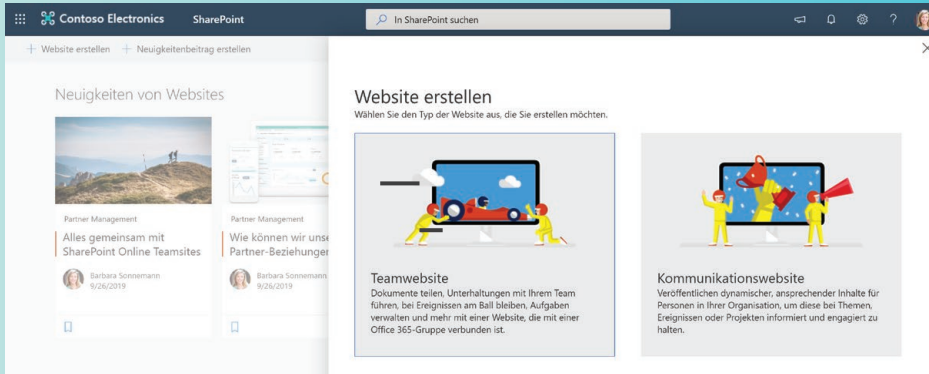 Contoso Electronics SharePoint In SharePoint suchen ?
+ Website erstellen + Neuigkeitenbeitrag erstellen
Neuigkeiten von Websites
Partner Management
Alles gemeinsam mit
SharePoint Online Teamsites
Barbara Sonnemann
9/26/2019
Partner Management
Wie können wir unse
Partner-Beziehunger
Barbara Sonnemann
9/26/2019
Website erstellen
Wählen Sie den Typ der Website aus, die Sie erstellen möchten.
Teamwebsite
Dokumente teilen, Unterhaltungen mit Ihrem Team
führen, bei Ereignissen am Ball bleiben, Aufgaben
verwalten und mehr mit einer Website, die mit einer
Office 365-Gruppe verbunden ist.
Kommunikationswebsite
Veröffentlichen dynamischer, ansprechender Inhalte für
Personen in Ihrer Organisation, um diese bei Themen,
Ereignissen oder Projekten informiert und engagiert zu
halten.